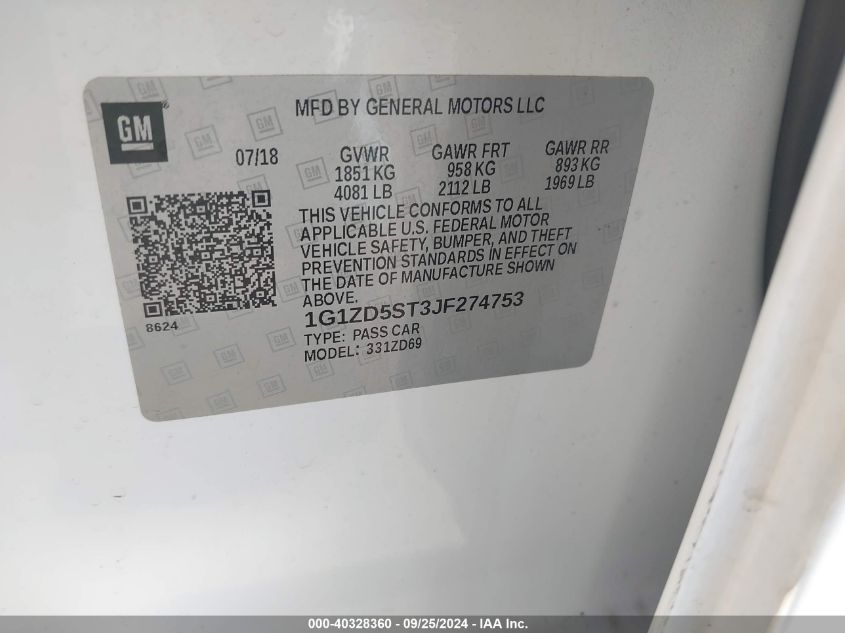 GM
MFD BY GENERAL MOTORS LLC
07/18
GVWR
1851 KG
4081 LB
GAWR FRT
958 KG
2112 LB
GAWR RR
893 KG
1969 LB
THIS VEHICLE CONFORMS TO ALL
APPLICABLE U.S. FEDERAL MOTOR
VEHICLE SAFETY, BUMPER, AND THEFT
PREVENTION STANDARDS IN EFFECT ON
THE DATE OF MANUFACTURE SHOWN
ABOVE.
8624
1G1ZD5ST3JF274753
TYPE: PASS CAR
MODEL: 331ZD69
000-40328360 - 09/25/2024 - IAA Inc.